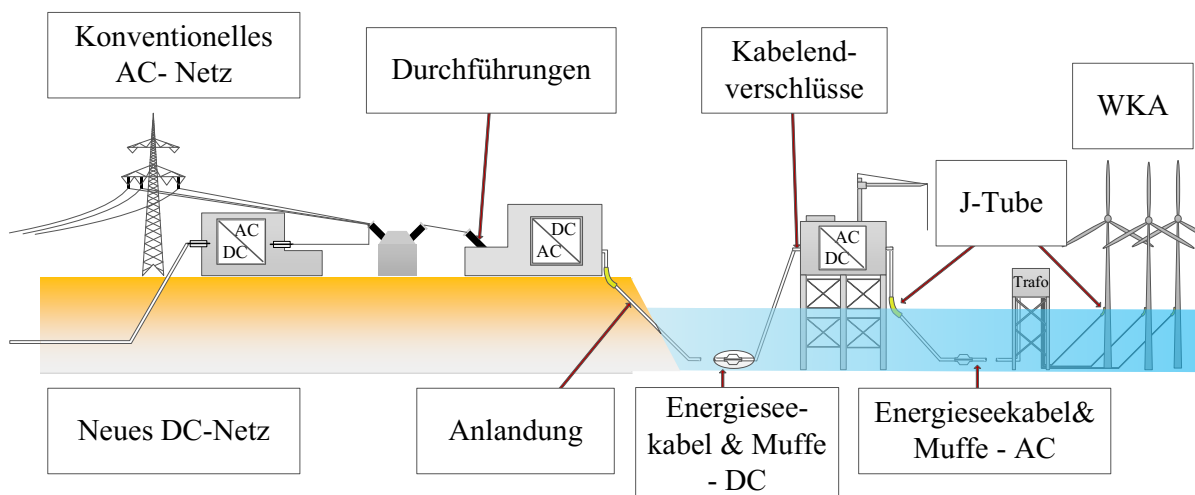 Konventionelles
AC- Netz
Durchführungen
Kabelend-
verschlüsse
WKA
J-Tube
AC
DC
DC
AC
AC
DC
Trafo
Neues DC-Netz
Anlandung
Energiesee-
kabel & Muffe
- DC
Energieseekabel&
Muffe - AC